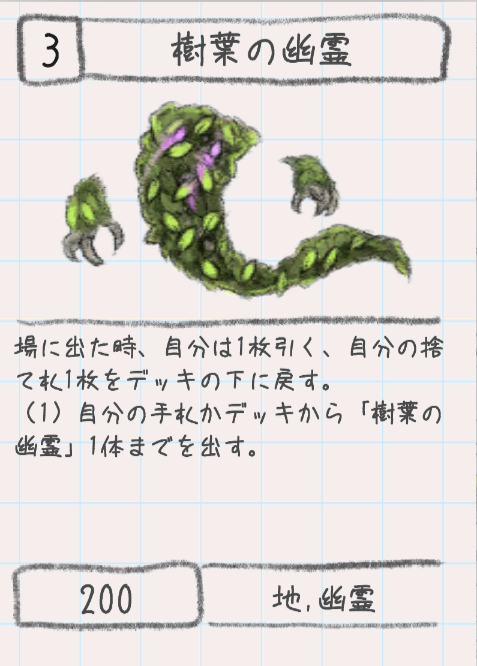 3
樹葉の幽霊
場に出た時、自分は1枚引く、自分の捨
て札1枚をデッキの下に戻す。
（1）自分の手札かデッキから「樹葉の
幽霊」1体までを出す。
200
地,幽霊